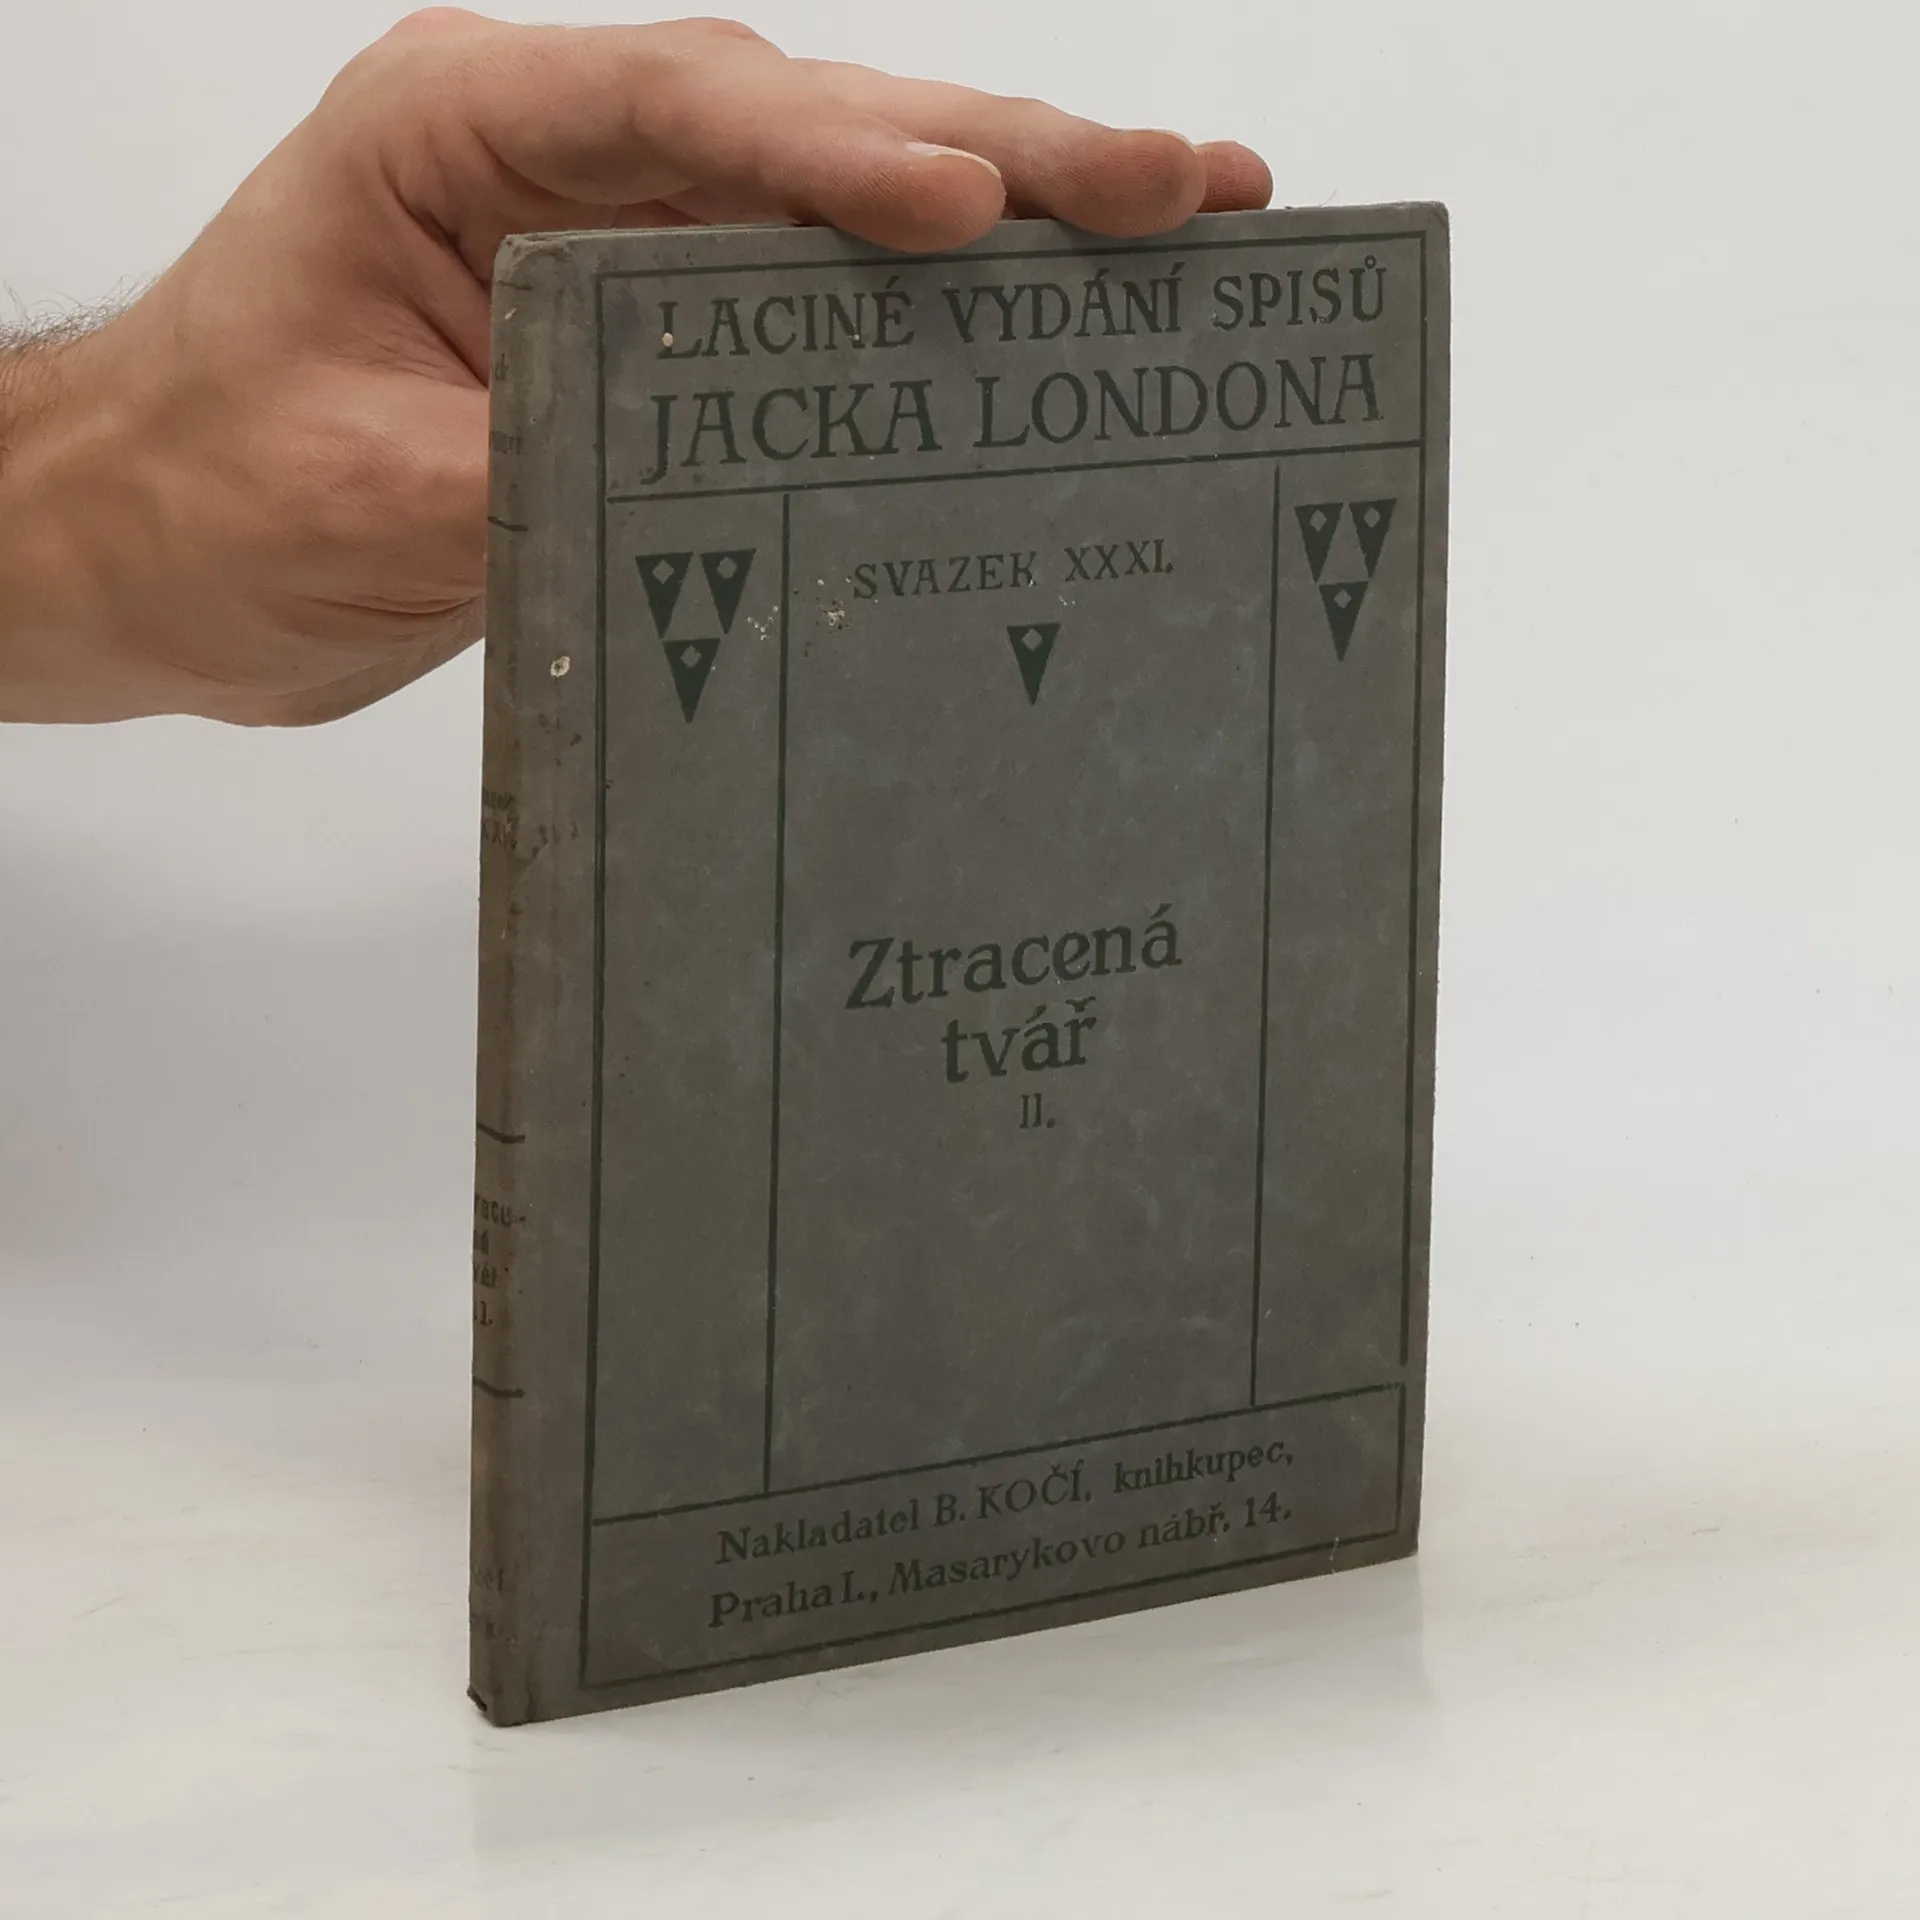 LACINÉ VYDÁNÍ SPISŮ
JACKA LONDONA
SVAZEK XXXI.
Ztracená
tvář
II.
Nakladatel B. KOČÍ, knihkupec,
Praha I., Masarykovo nábř. 14.